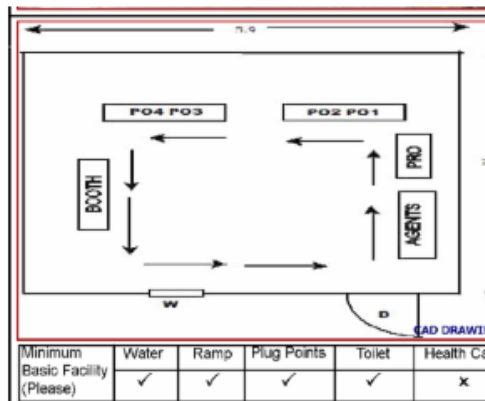 PO4 PO3
PO2 PO1
BOOTH
PRO
AGENTS
W
D
CAD DRAWI
Minimum Basic Facility (Please)
Water
Ramp
Plug Points
Toilet
Health Ca
✓
✓
✓
✓
x